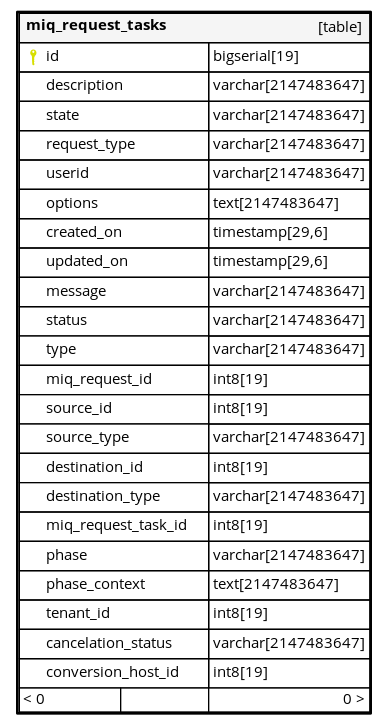 miq_request_tasks [table]
id bigserial[19]
description varchar[2147483647]
state varchar[2147483647]
request_type varchar[2147483647]
userid varchar[2147483647]
options text[2147483647]
created_on timestamp[29,6]
updated_on timestamp[29,6]
message varchar[2147483647]
status varchar[2147483647]
type varchar[2147483647]
miq_request_id int8[19]
source_id int8[19]
source_type varchar[2147483647]
destination_id int8[19]
destination_type varchar[2147483647]
miq_request_task_id int8[19]
phase varchar[2147483647]
phase_context text[2147483647]
tenant_id int8[19]
cancelation_status varchar[2147483647]
conversion_host_id int8[19]
< 0 0 >